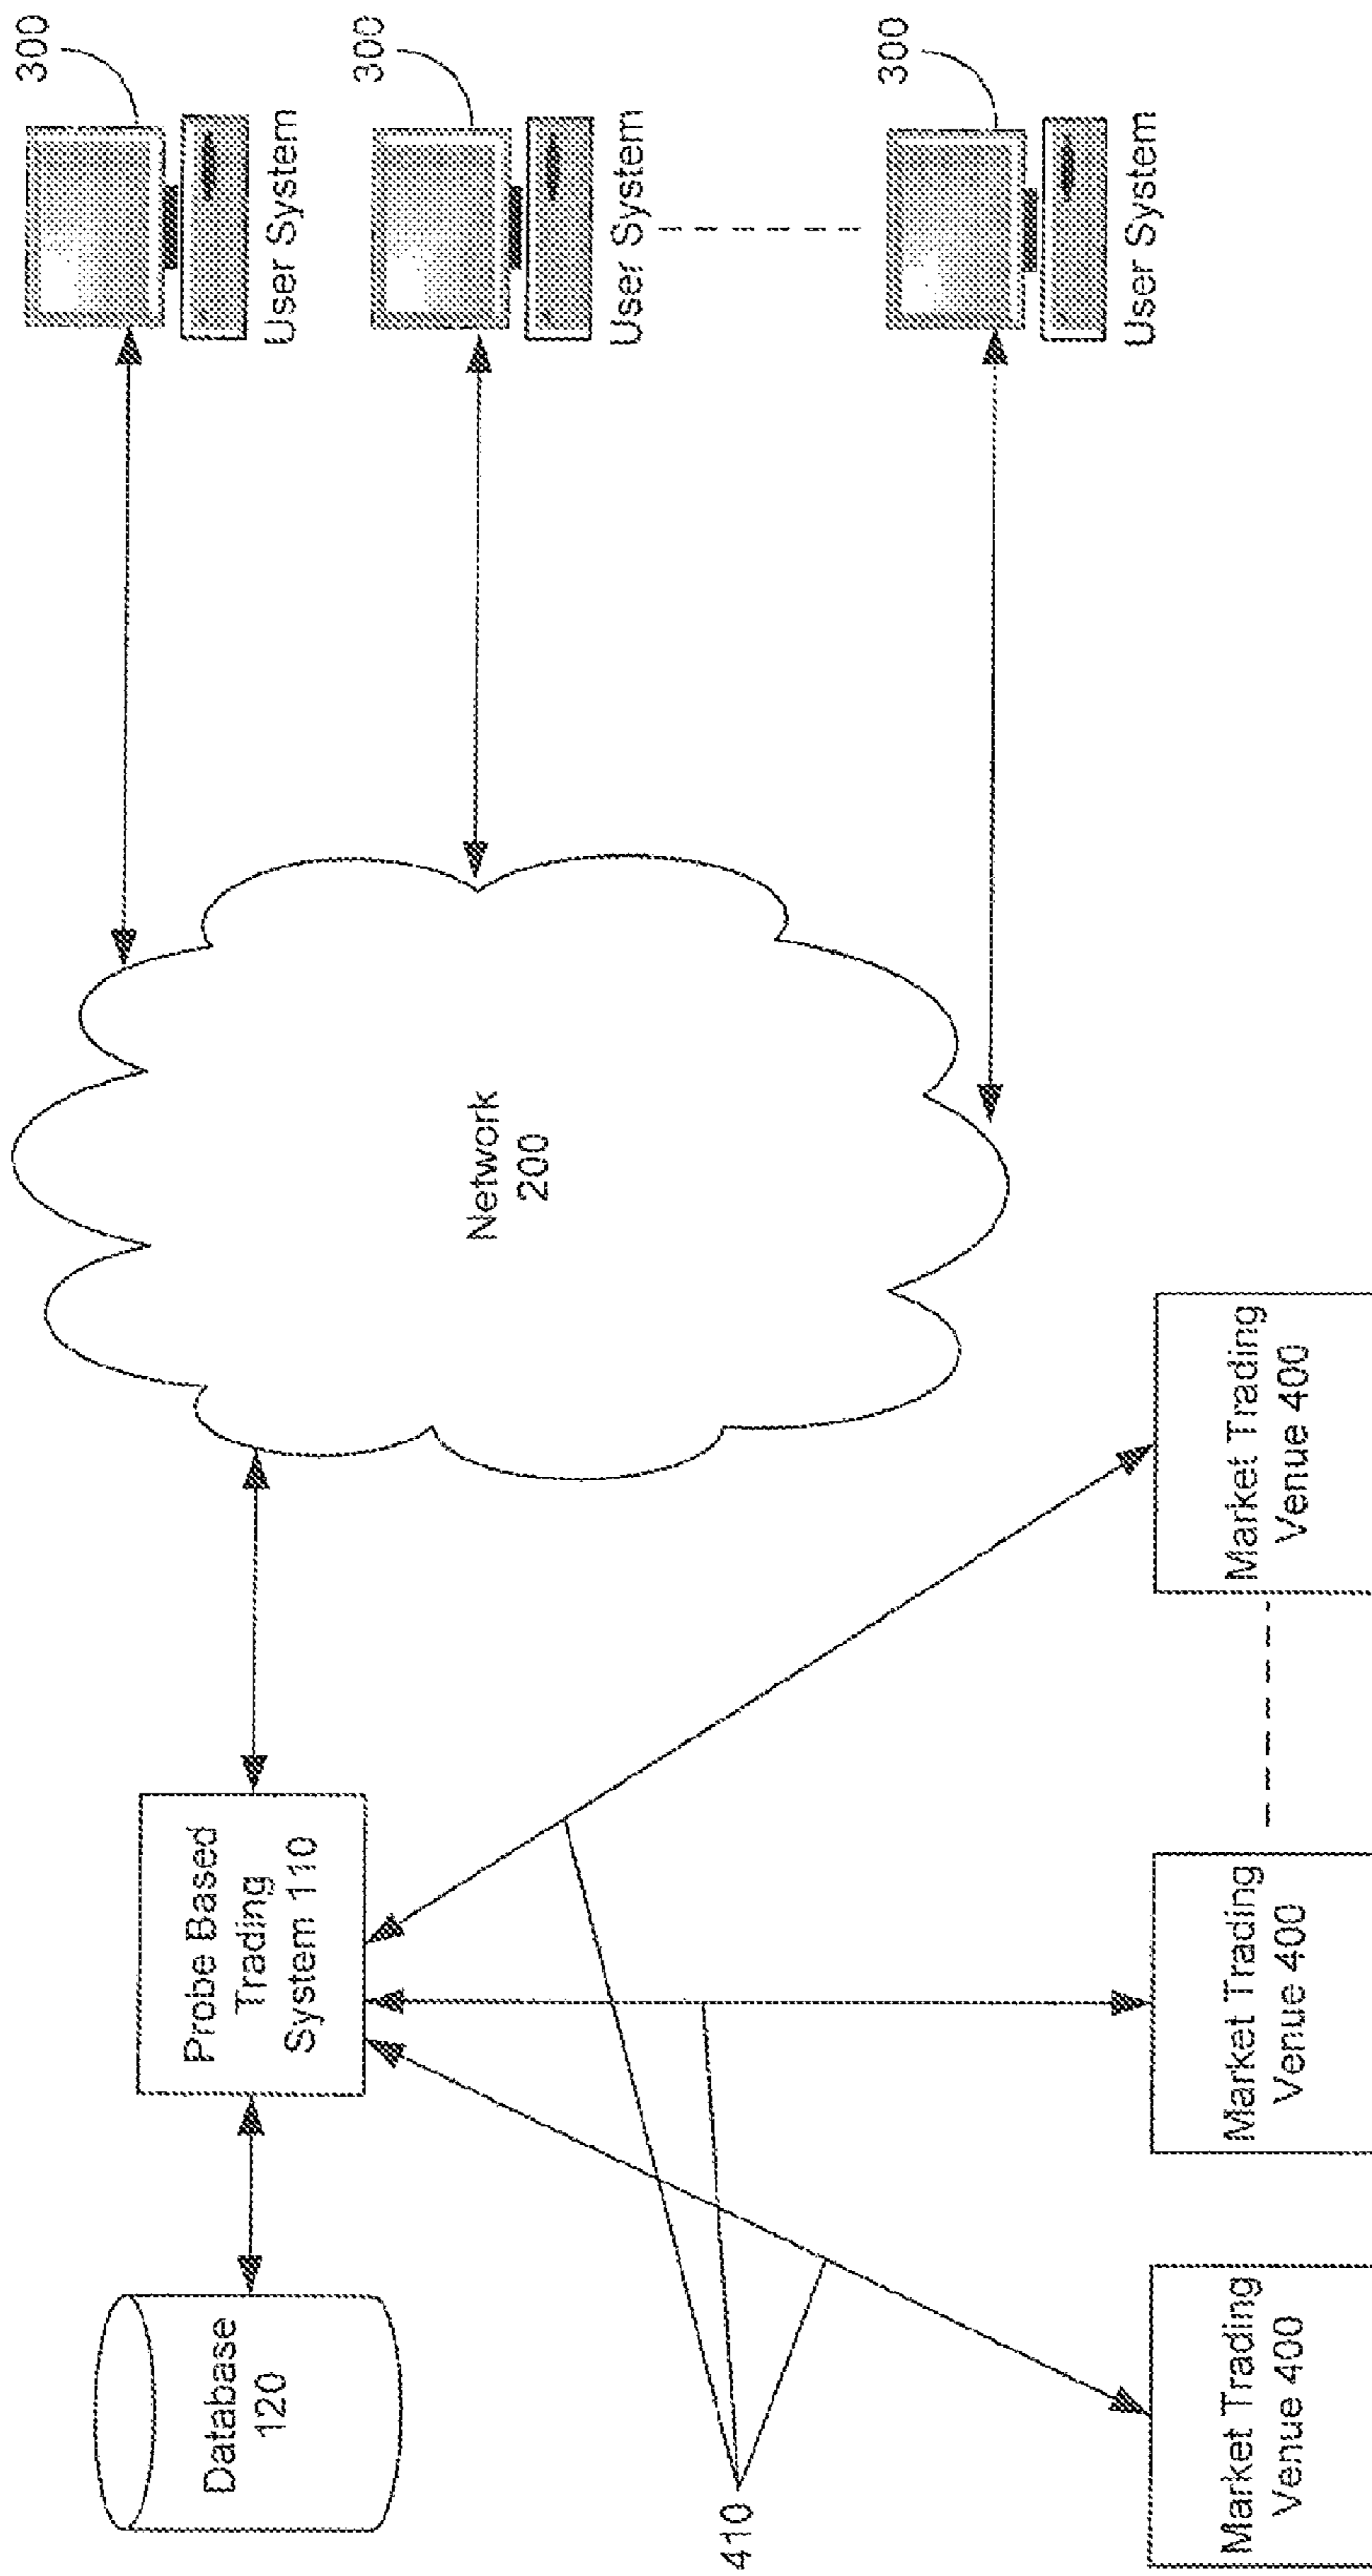 Database
120
Probe Based
Trading
System 110
Network
200
300
User System
300
User System
300
User System
410
Market Trading
Venue 400
Market Trading
Venue 400
Market Trading
Venue 400